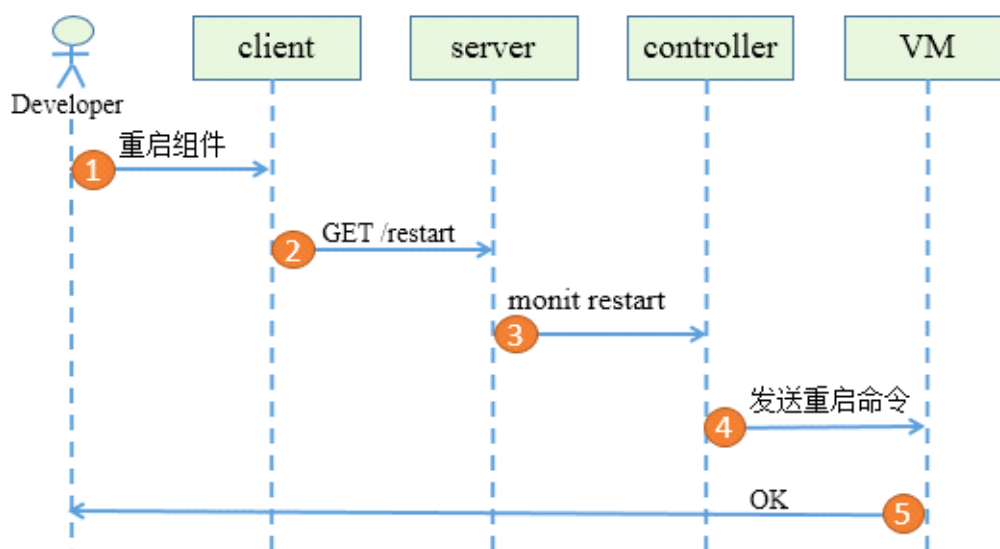 client
server
controller
VM
Developer
重启组件
1
2
GET /restart
monit restart
3
发送重启命令
4
OK
5